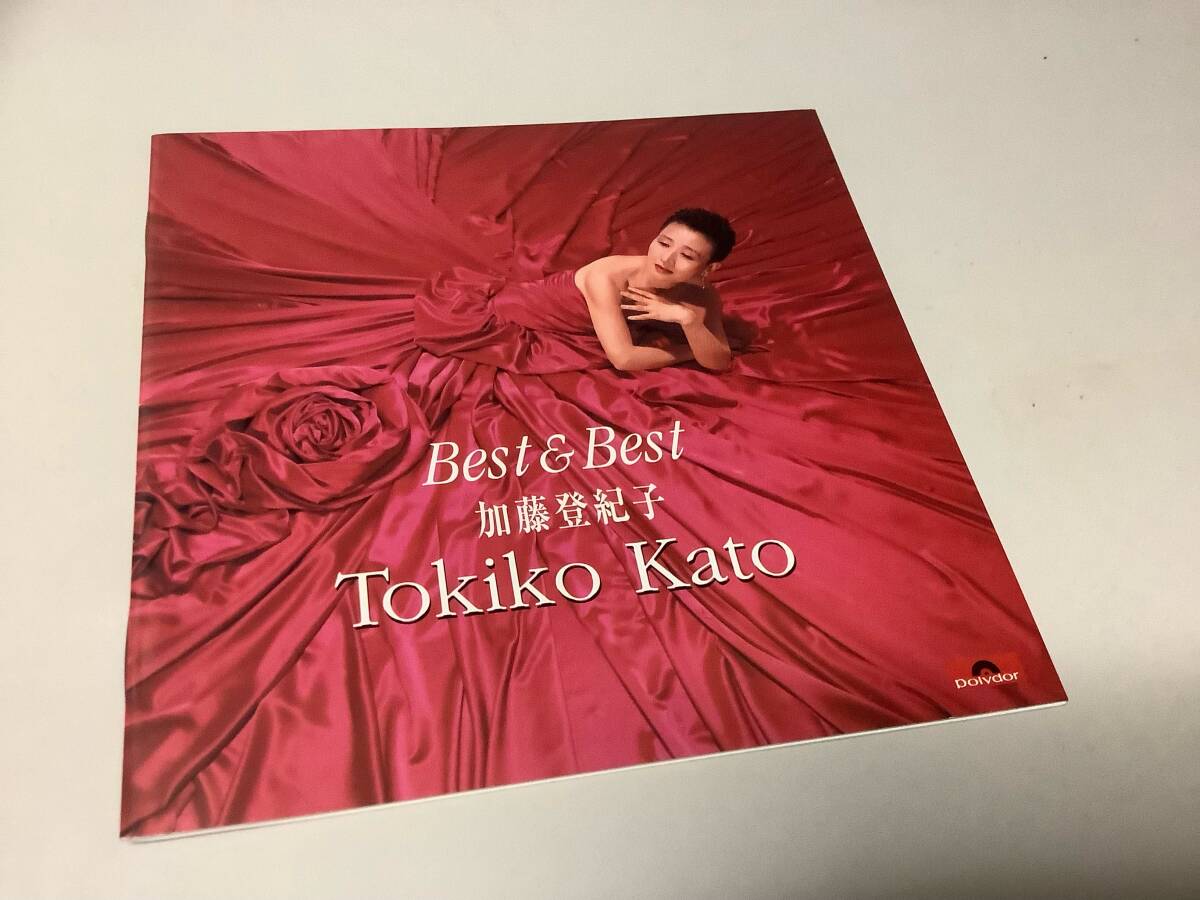 Best & Best
加藤登紀子
Tokiko Kato
Polydor